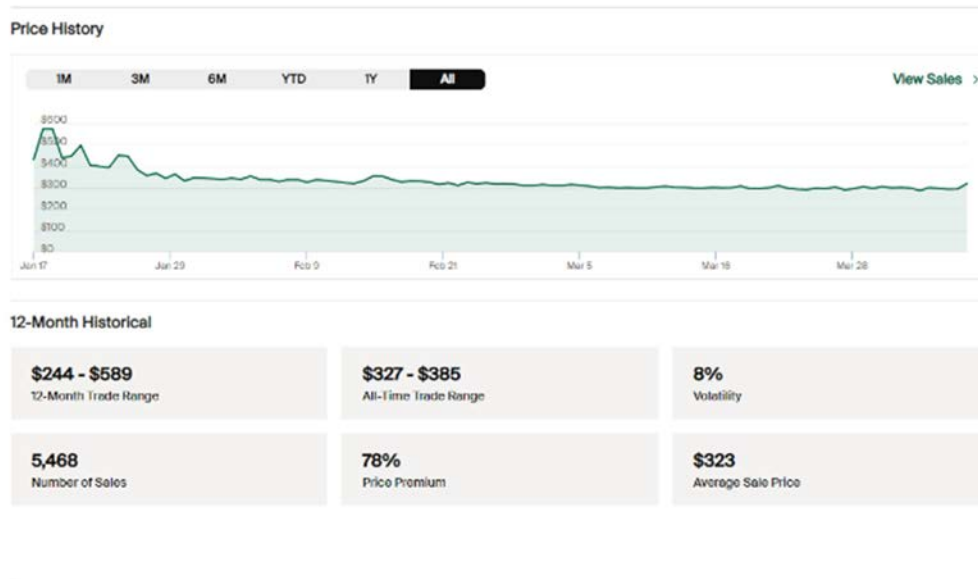 Price History
1M 3M 6M YTD 1Y All View Sales >
$600
$500
$400
$300
$200
$100
$0
Jan 17 Jan 29 Feb 9 Feb 21 Mar 5 Mar 16 Mar 28
12-Month Historical
$244 - $589 $327 - $385 8%
12-Month Trade Range All-Time Trade Range Volatility
5,468 78% $323
Number of Sales Price Premium Average Sale Price